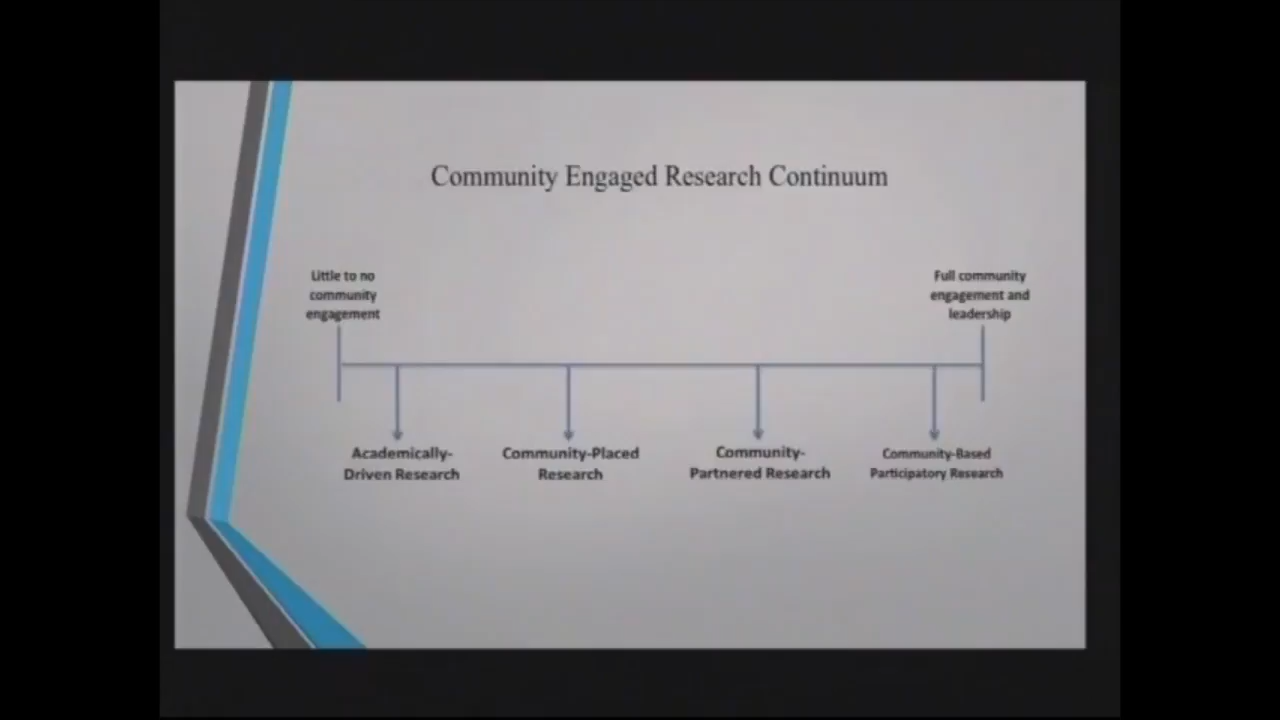 Community Engaged Research Continuum
Little to no
community
engagement
Full community
engagement and
leadership
Academically-
Driven Research
Community-Placed
Research
Community-
Partnered Research
Community-Based
Participatory Research